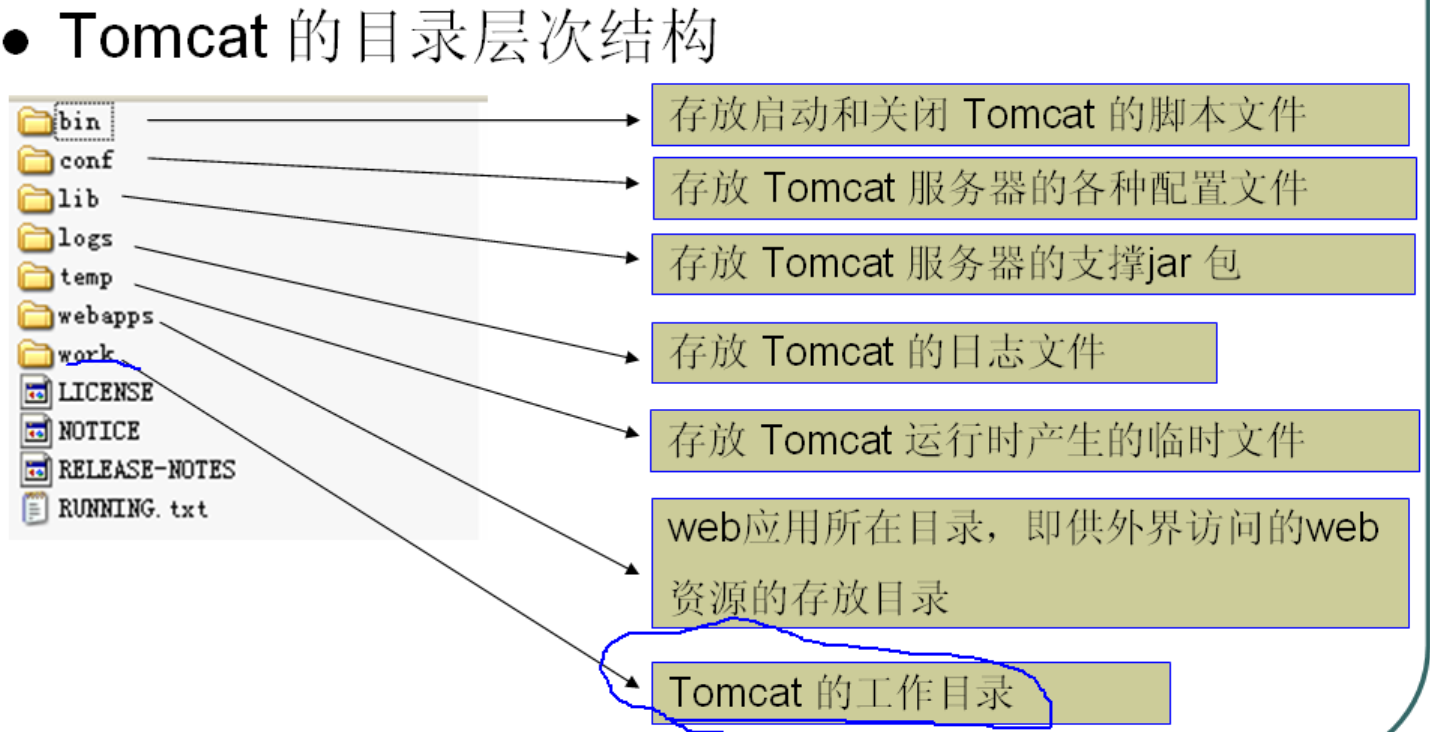 ● Tomcat 的目录层次结构
bin
conf
lib
logs
temp
webapps
work
LICENSE
NOTICE
RELEASE-NOTES
RUNNING.txt
存放启动和关闭 Tomcat 的脚本文件
存放 Tomcat 服务器的各种配置文件
存放 Tomcat 服务器的支撑jar 包
存放 Tomcat 的日志文件
存放 Tomcat 运行时产生的临时文件
web应用所在目录，即供外界访问的web
资源的存放目录
Tomcat 的工作目录